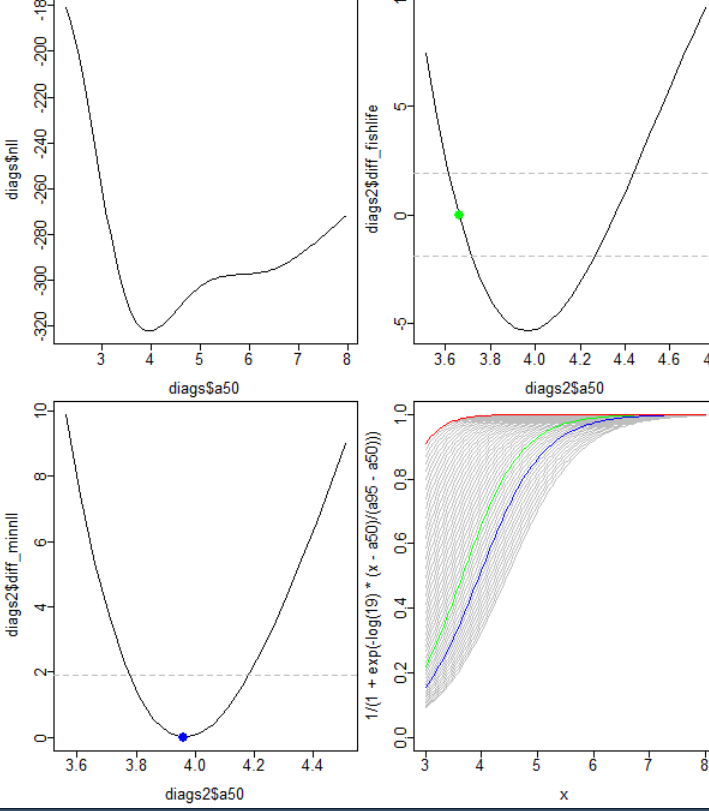 diags$nll
-18
-200
-220
-240
-260
-280
-300
-320
3 4 5 6 7 8
diags$a50
diags2$diff_fishlife
5
0
-5
3.6 3.8 4.0 4.2 4.4 4.6
diags2$a50
diags2$diff_minnll
10
8
6
4
2
0
3.6 3.8 4.0 4.2 4.4
diags2$a50
1/(1 + exp(-log(19) * (x - a50)/(a95 - a50)))
1.0
0.8
0.6
0.4
0.2
0.0
3 4 5 6 7 8
x